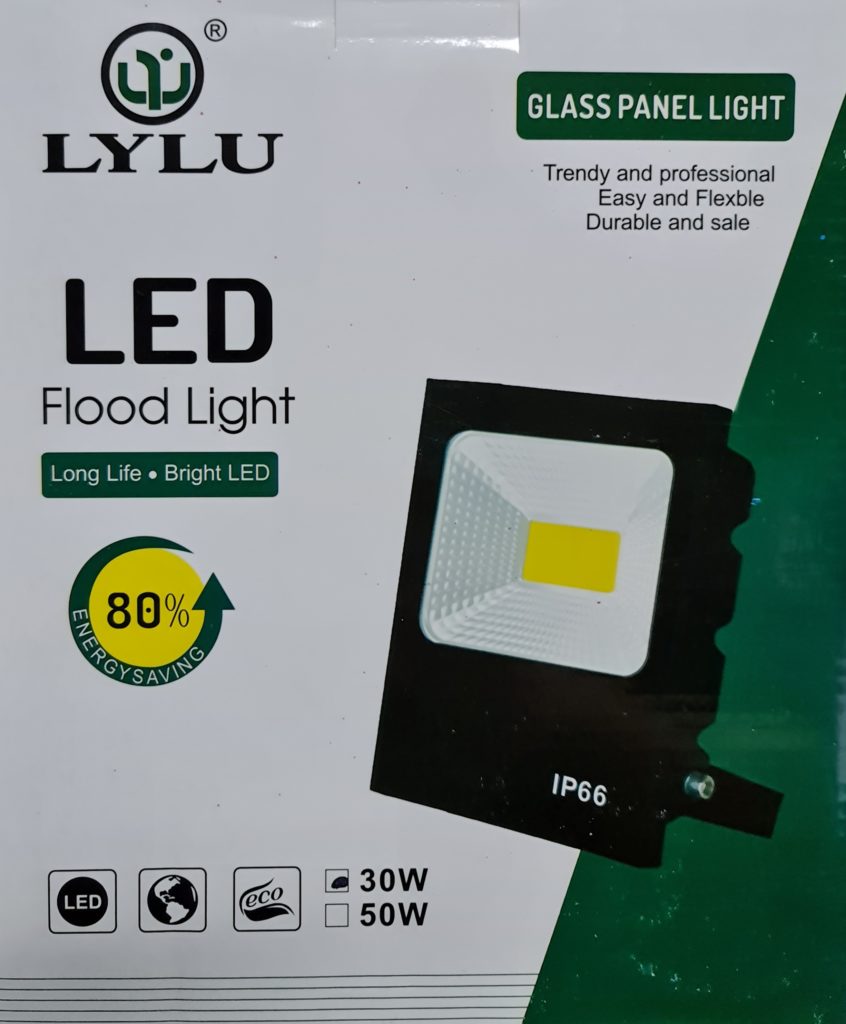 ®
LYLU
GLASS PANEL LIGHT
Trendy and professional
Easy and Flexble
Durable and sale
LED
Flood Light
Long Life • Bright LED
80%
ENERGYSAVING
IP66
LED
eco
30W
50W